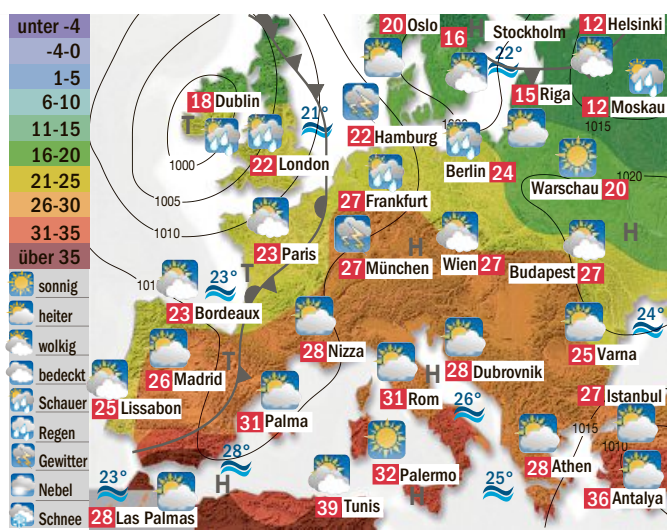 unter -4
-4-0
1-5
6-10
11-15
16-20
21-25
26-30
31-35
über 35
sonnig
heiter
wolkig
bedeckt
Schauer
Regen
Gewitter
Nebel
Schnee
20 Oslo
16 Stockholm
12 Helsinki
22°
15 Riga
12 Moskau
1015
18 Dublin
T
1000
21°
22 London
22 Hamburg
Berlin 24
Warschau 20
1020
1005
27 Frankfurt
1010
23 Paris
H
H
27 München
Wien 27
Budapest 27
T
23°
23 Bordeaux
24°
28 Nizza
25 Varna
T
26 Madrid
28 Dubrovnik
H
31 Rom
25 Lissabon
31 Palma
26°
27 Istanbul
1015
1010
28°
32 Palermo
28 Athen
23°
H
39 Tunis
H
25°
36 Antalya
28 Las Palmas